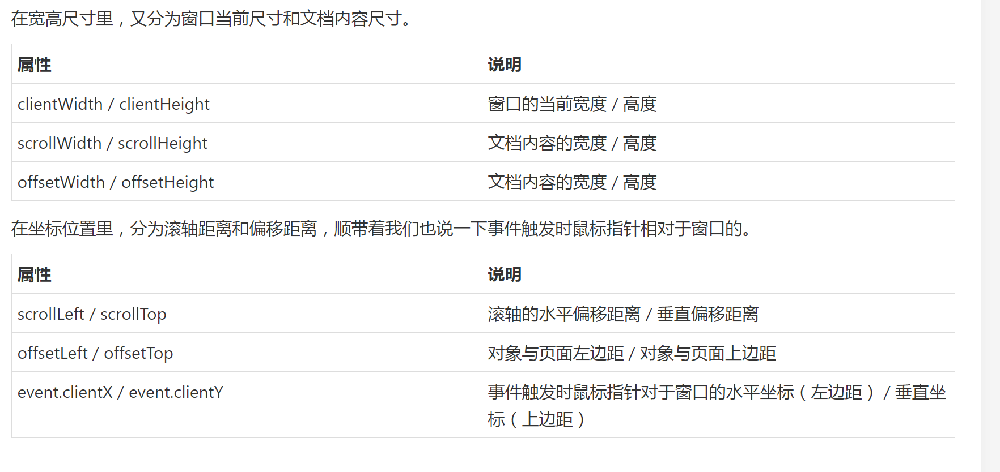 在宽高尺寸里，又分为窗口当前尺寸和文档内容尺寸。
属性 说明
clientWidth / clientHeight 窗口的当前宽度 / 高度
scrollWidth / scrollHeight 文档内容的宽度 / 高度
offsetWidth / offsetHeight 文档内容的宽度 / 高度
在坐标位置里，分为滚轴距离和偏移距离，顺带着我们也说一下事件触发时鼠标指针相对于窗口的。
属性 说明
scrollLeft / scrollTop 滚轴的水平偏移距离 / 垂直偏移距离
offsetLeft / offsetTop 对象与页面左边距 / 对象与页面上边距
event.clientX / event.clientY 事件触发时鼠标指针对于窗口的水平坐标（左边距） / 垂直坐
标（上边距）